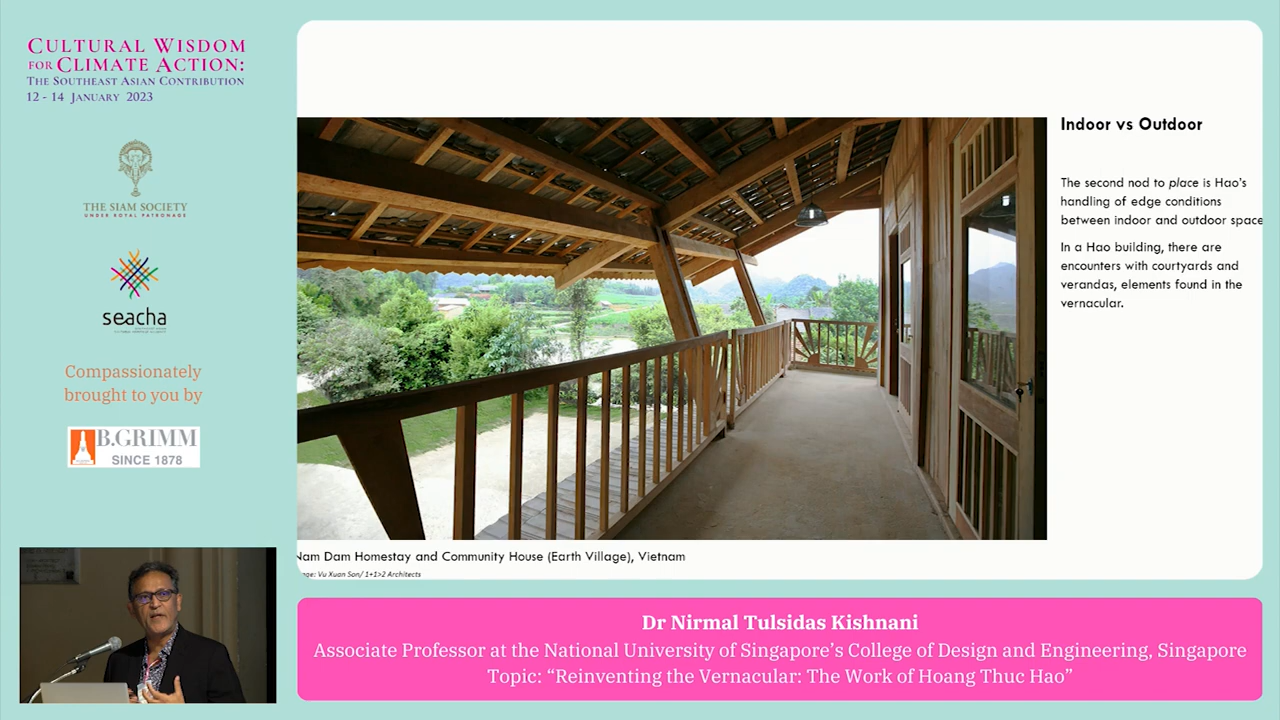 CULTURAL WISDOM
FOR CLIMATE ACTION:
THE SOUTHEAST ASIAN CONTRIBUTION
12 - 14 JANUARY 2023
THE SIAM SOCIETY
UNDER ROYAL PATRONAGE
seacha
Compassionately
brought to you by
B.GRIMM
SINCE 1878
Indoor vs Outdoor
The second nod to place is Hao's
handling of edge conditions
between indoor and outdoor space
In a Hao building, there are
encounters with courtyards and
verandas, elements found in the
vernacular.
Nam Dam Homestay and Community House (Earth Village), Vietnam
Vu Xuan Son/ 1+1>2 Architects
Dr Nirmal Tulsidas Kishnani
Associate Professor at the National University of Singapore’s College of Design and Engineering, Singapore
Topic: “Reinventing the Vernacular: The Work of Hoang Thuc Hao”